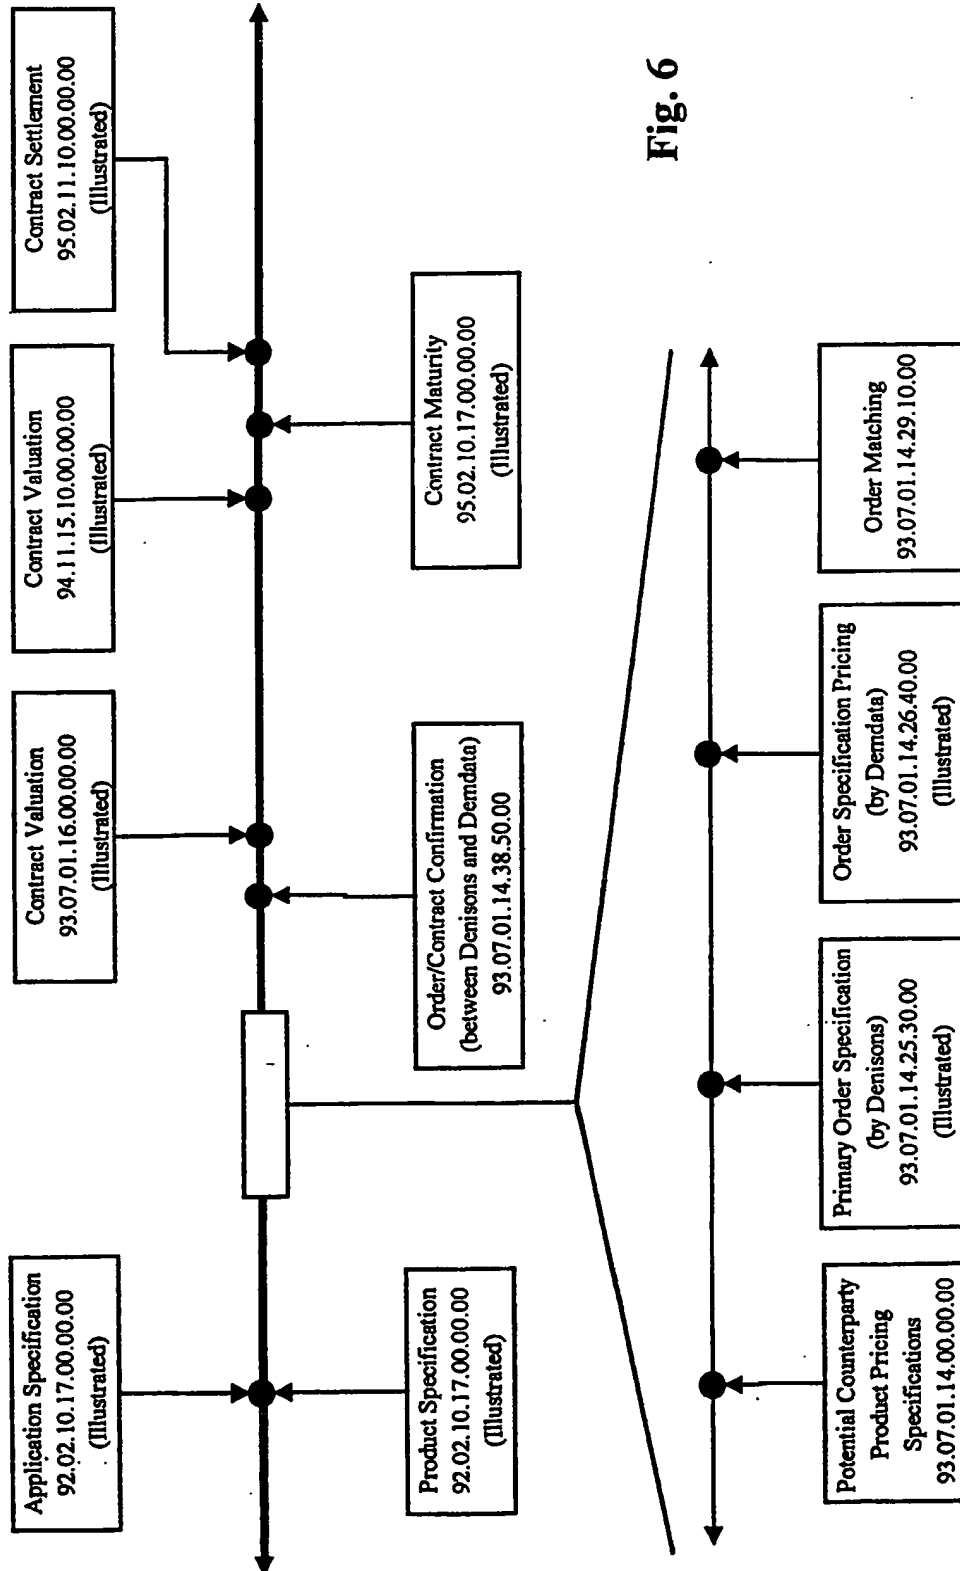 Application Specification
92.02.10.17.00.00.00
(Illustrated)
Contract Valuation
93.07.01.16.00.00.00
(Illustrated)
Contract Valuation
94.11.15.10.00.00.00
(Illustrated)
Contract Settlement
95.02.11.10.00.00.00
(Illustrated)
Product Specification
92.02.10.17.00.00.00
(Illustrated)
Order/Contract Confirmation
(between Denisons and Demdata)
93.07.01.14.38.50.00
Contract Maturity
95.02.10.17.00.00.00
(Illustrated)
Fig. 6
Potential Counterparty
Product Pricing
Specifications
93.07.01.14.00.00.00
Primary Order Specification
(by Denisons)
93.07.01.14.25.30.00
(Illustrated)
Order Specification Pricing
(by Demdata)
93.07.01.14.26.40.00
(Illustrated)
Order Matching
93.07.01.14.29.10.00